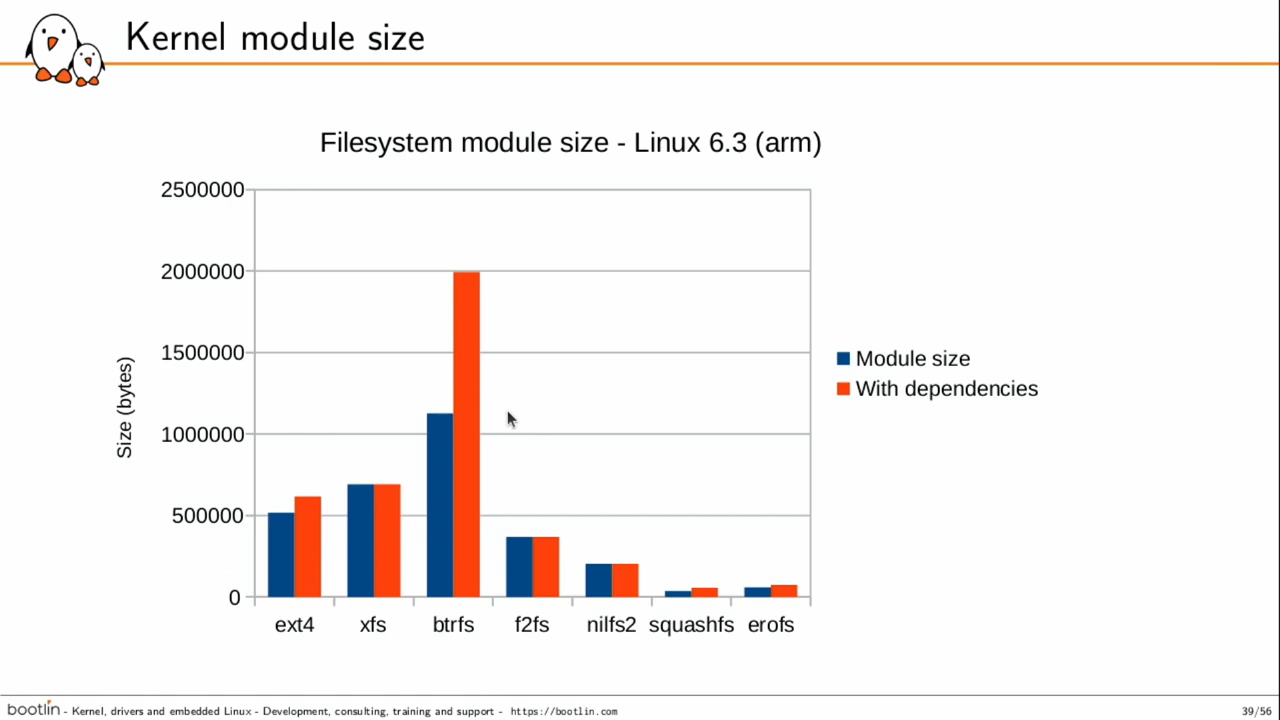 Kernel module size
Filesystem module size - Linux 6.3 (arm)
2500000
2000000
1500000
1000000
500000
0
Size (bytes)
ext4 xfs btrfs f2fs nilfs2 squashfs erofs
Module size
With dependencies
bootlin - Kernel, drivers and embedded Linux - Development, consulting, training and support - https://bootlin.com 39/56